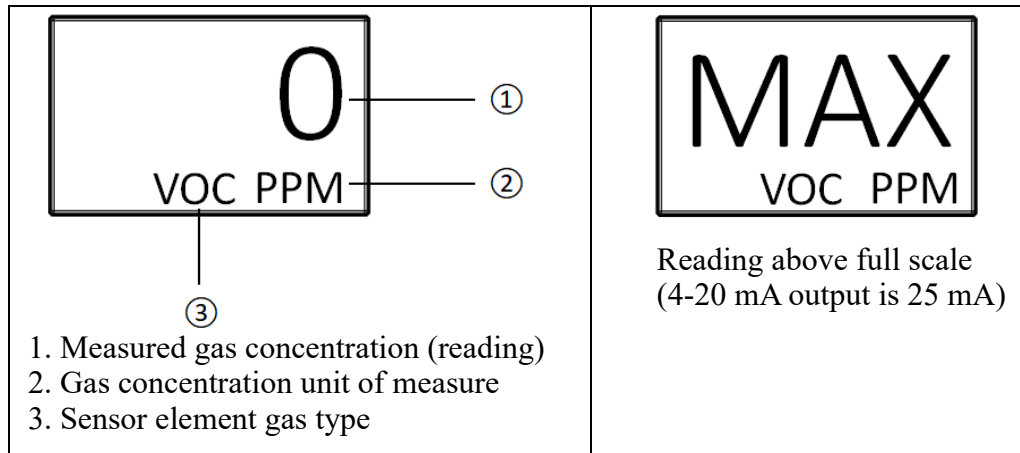 0
①
VOC PPM
②
③
1. Measured gas concentration (reading)
2. Gas concentration unit of measure
3. Sensor element gas type
MAX
VOC PPM
Reading above full scale
(4-20 mA output is 25 mA)